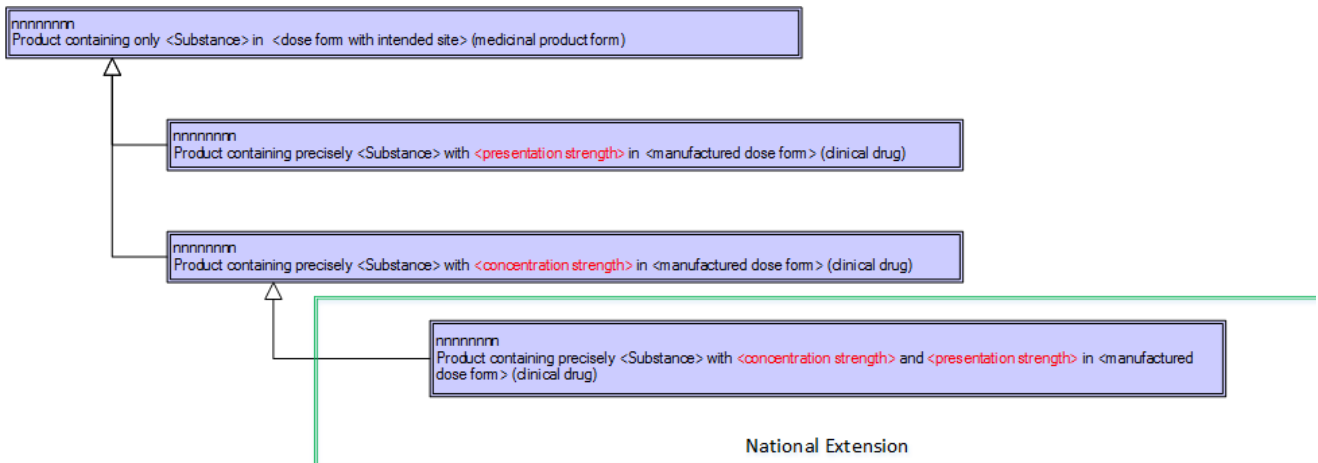 nnnnnnnn
Product containing only <Substance> in <dose form with intended site> (medicinal product form)
nnnnnnnn
Product containing precisely <Substance> with <presentation strength> in <manufactured dose form> (clinical drug)
nnnnnnnn
Product containing precisely <Substance> with <concentration strength> in <manufactured dose form> (clinical drug)
nnnnnnnn
Product containing precisely <Substance> with <concentration strength> and <presentation strength> in <manufactured
dose form> (clinical drug)
National Extension